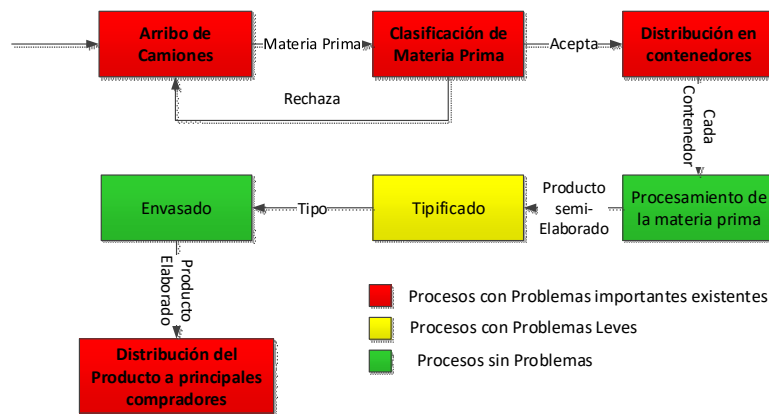 Arribo de
Camiones
Materia Prima
Clasificación de
Materia Prima
Acepta
Distribución en
contenedores
Rechaza
Cada
Contenedor
Envasado
Tipo
Tipificado
Producto
semi-
Elaborado
Procesamiento de
la materia prima
Producto
Elaborado
Procesos con Problemas importantes existentes
Procesos con Problemas Leves
Procesos sin Problemas
Distribución del
Producto a principales
compradores